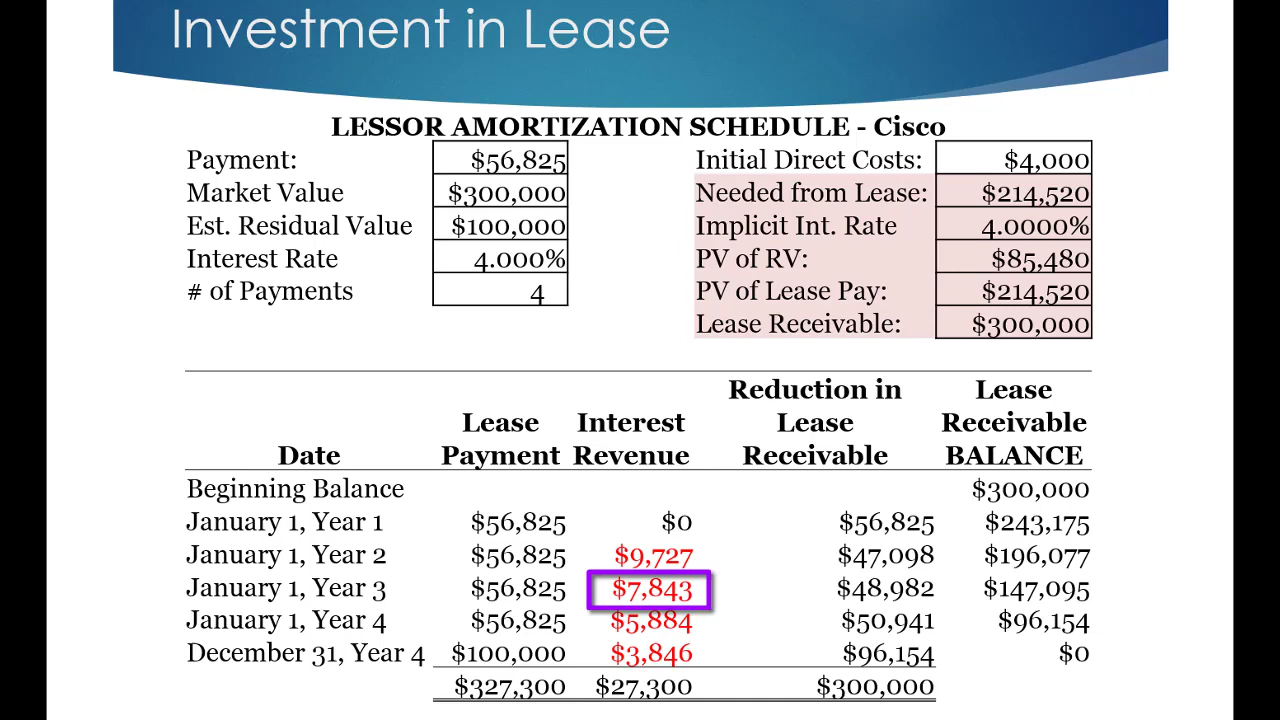 Investment in Lease
LESSOR AMORTIZATION SCHEDULE - Cisco
Payment: $56,825 Initial Direct Costs: $4,000
Market Value $300,000 Needed from Lease: $214,520
Est. Residual Value $100,000 Implicit Int. Rate 4.0000%
Interest Rate 4.000% PV of RV: $85,480
# of Payments 4 PV of Lease Pay: $214,520
Lease Receivable: $300,000
Reduction in Lease
Lease Interest Lease Receivable
Date Payment Revenue Receivable BALANCE
Beginning Balance $300,000
January 1, Year 1 $56,825 $0 $56,825 $243,175
January 1, Year 2 $56,825 $9,727 $47,098 $196,077
January 1, Year 3 $56,825 $7,843 $48,982 $147,095
January 1, Year 4 $56,825 $5,884 $50,941 $96,154
December 31, Year 4 $100,000 $3,846 $96,154 $0
$327,300 $27,300 $300,000